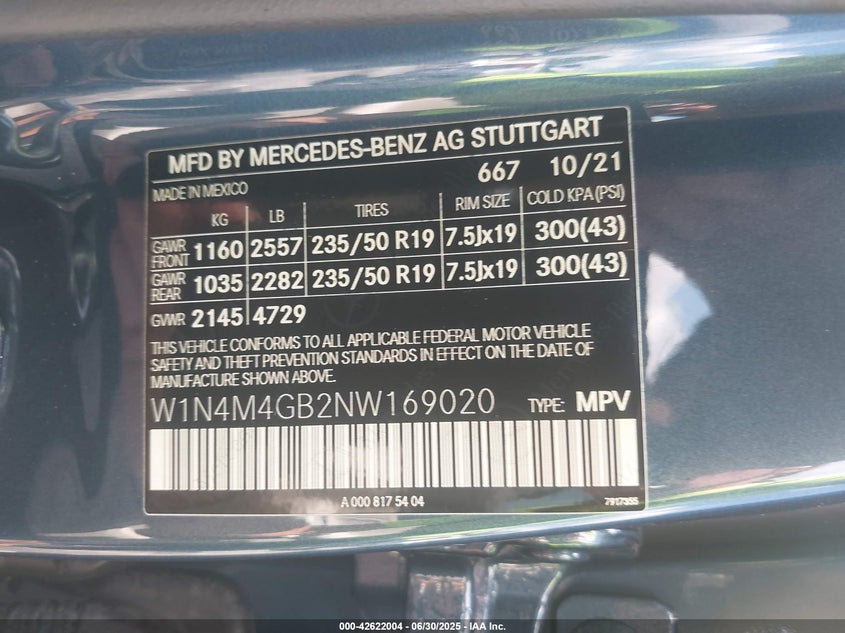 MFD BY MERCEDES-BENZ AG STUTTGART
667 10/21
MADE IN MEXICO
KG LB TIRES RIM SIZE COLD KPA (PSI)
GAWR FRONT 1160 2557 235/50 R19 7.5Jx19 300(43)
GAWR REAR 1035 2282 235/50 R19 7.5Jx19 300(43)
GVWR 2145 4729
THIS VEHICLE CONFORMS TO ALL APPLICABLE FEDERAL MOTOR VEHICLE
SAFETY AND THEFT PREVENTION STANDARDS IN EFFECT ON THE DATE OF
MANUFACTURE SHOWN ABOVE.
W1N4M4GB2NW169020 TYPE: MPV
A 000 817 54 04
7917355
000-42622004 - 06/30/2025 - IAA Inc.